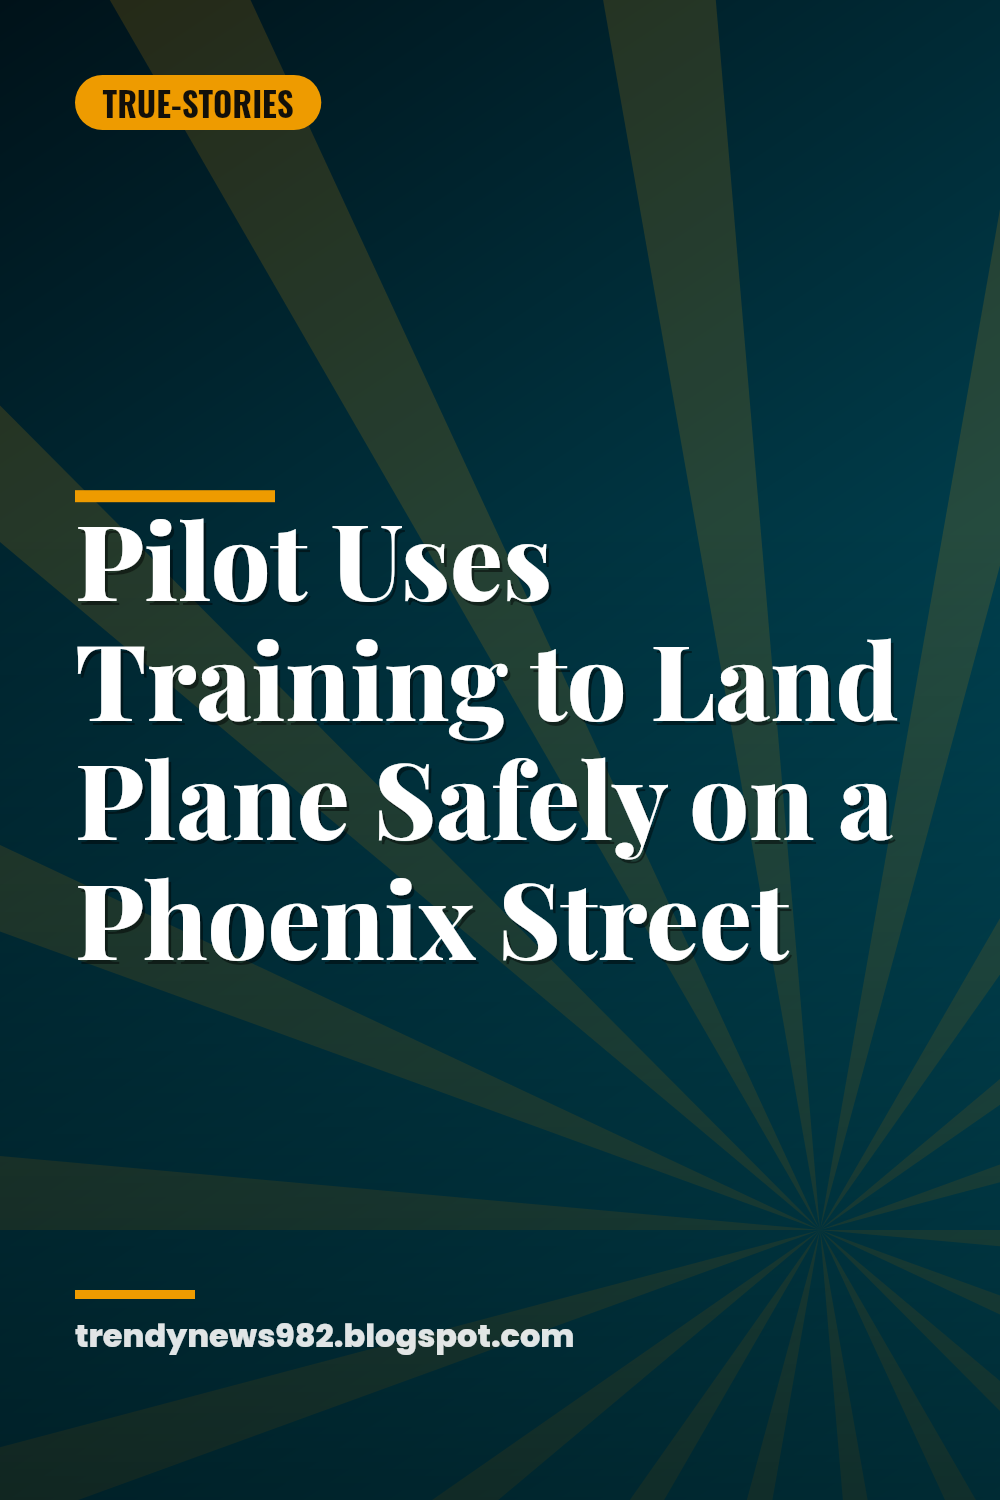 TRUE-STORIES
Pilot Uses
Training to Land
Plane Safely on a
Phoenix Street
trendynews982.blogspot.com